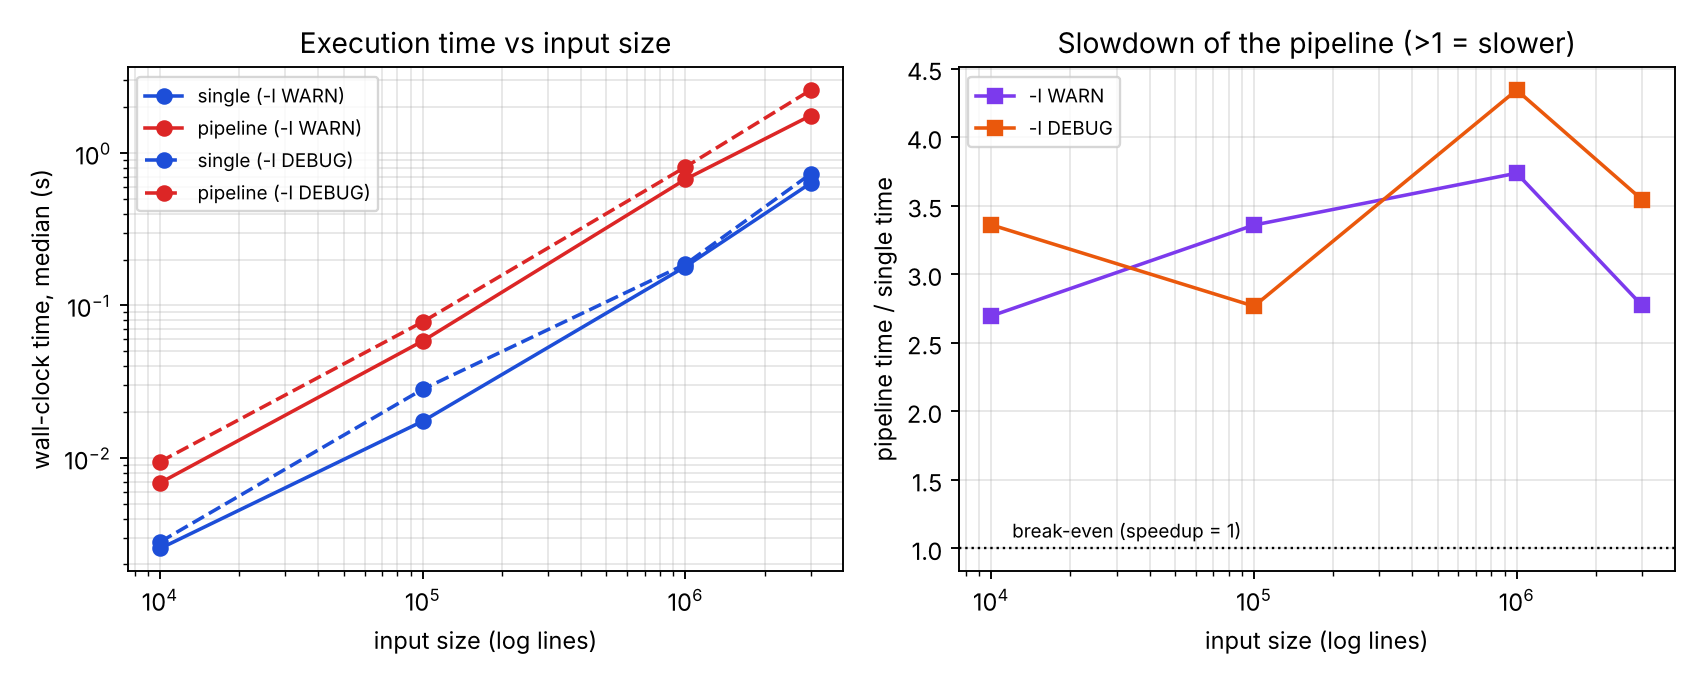 Execution time vs input size
single (-l WARN)
pipeline (-l WARN)
single (-l DEBUG)
pipeline (-l DEBUG)
wall-clock time, median (s)
10⁰
10⁻¹
10⁻²
10⁴
10⁵
10⁶
input size (log lines)
Slowdown of the pipeline (>1 = slower)
-l WARN
-l DEBUG
pipeline time / single time
4.5
4.0
3.5
3.0
2.5
2.0
1.5
1.0
break-even (speedup = 1)
10⁴
10⁵
10⁶
input size (log lines)